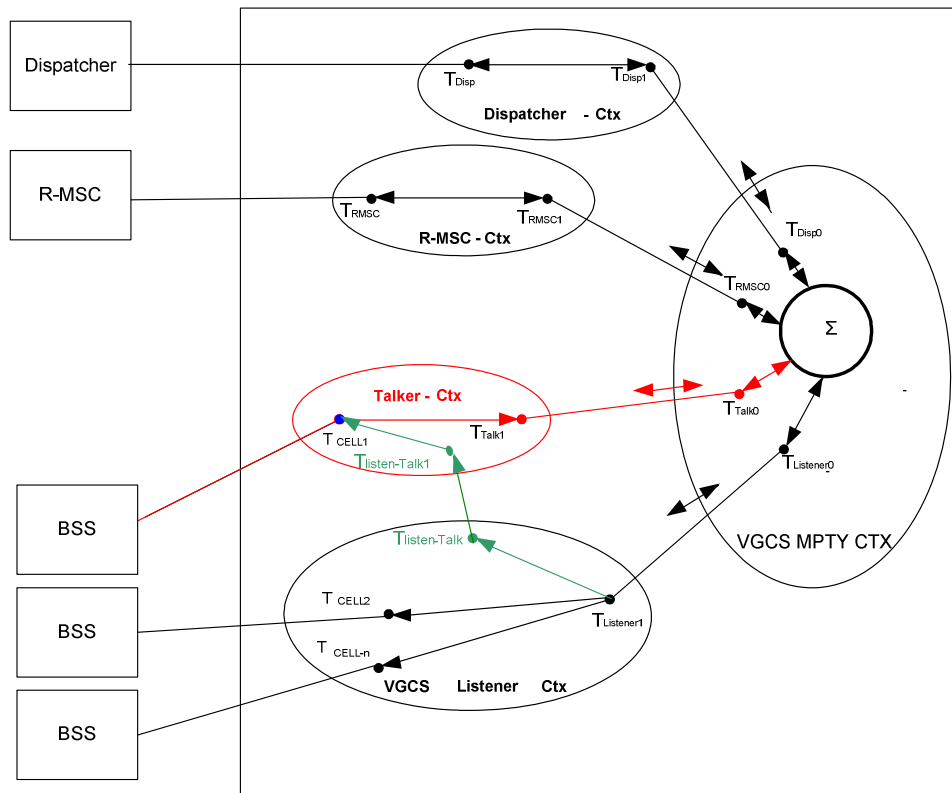 Dispatcher
TDisp
TDisp1
Dispatcher - Ctx
R-MSC
TRMSC
TRMSC1
R-MSC - Ctx
TDisp0
TRMSC0
Σ
Talker - Ctx
TTalk0
-
T CELL1
TTalk1
Tlisten-Talk1
TListener_0
BSS
Tlisten-Talk
VGCS MPTY CTX
BSS
T CELL2
TListener1
T CELL-n
VGCS Listener Ctx
BSS